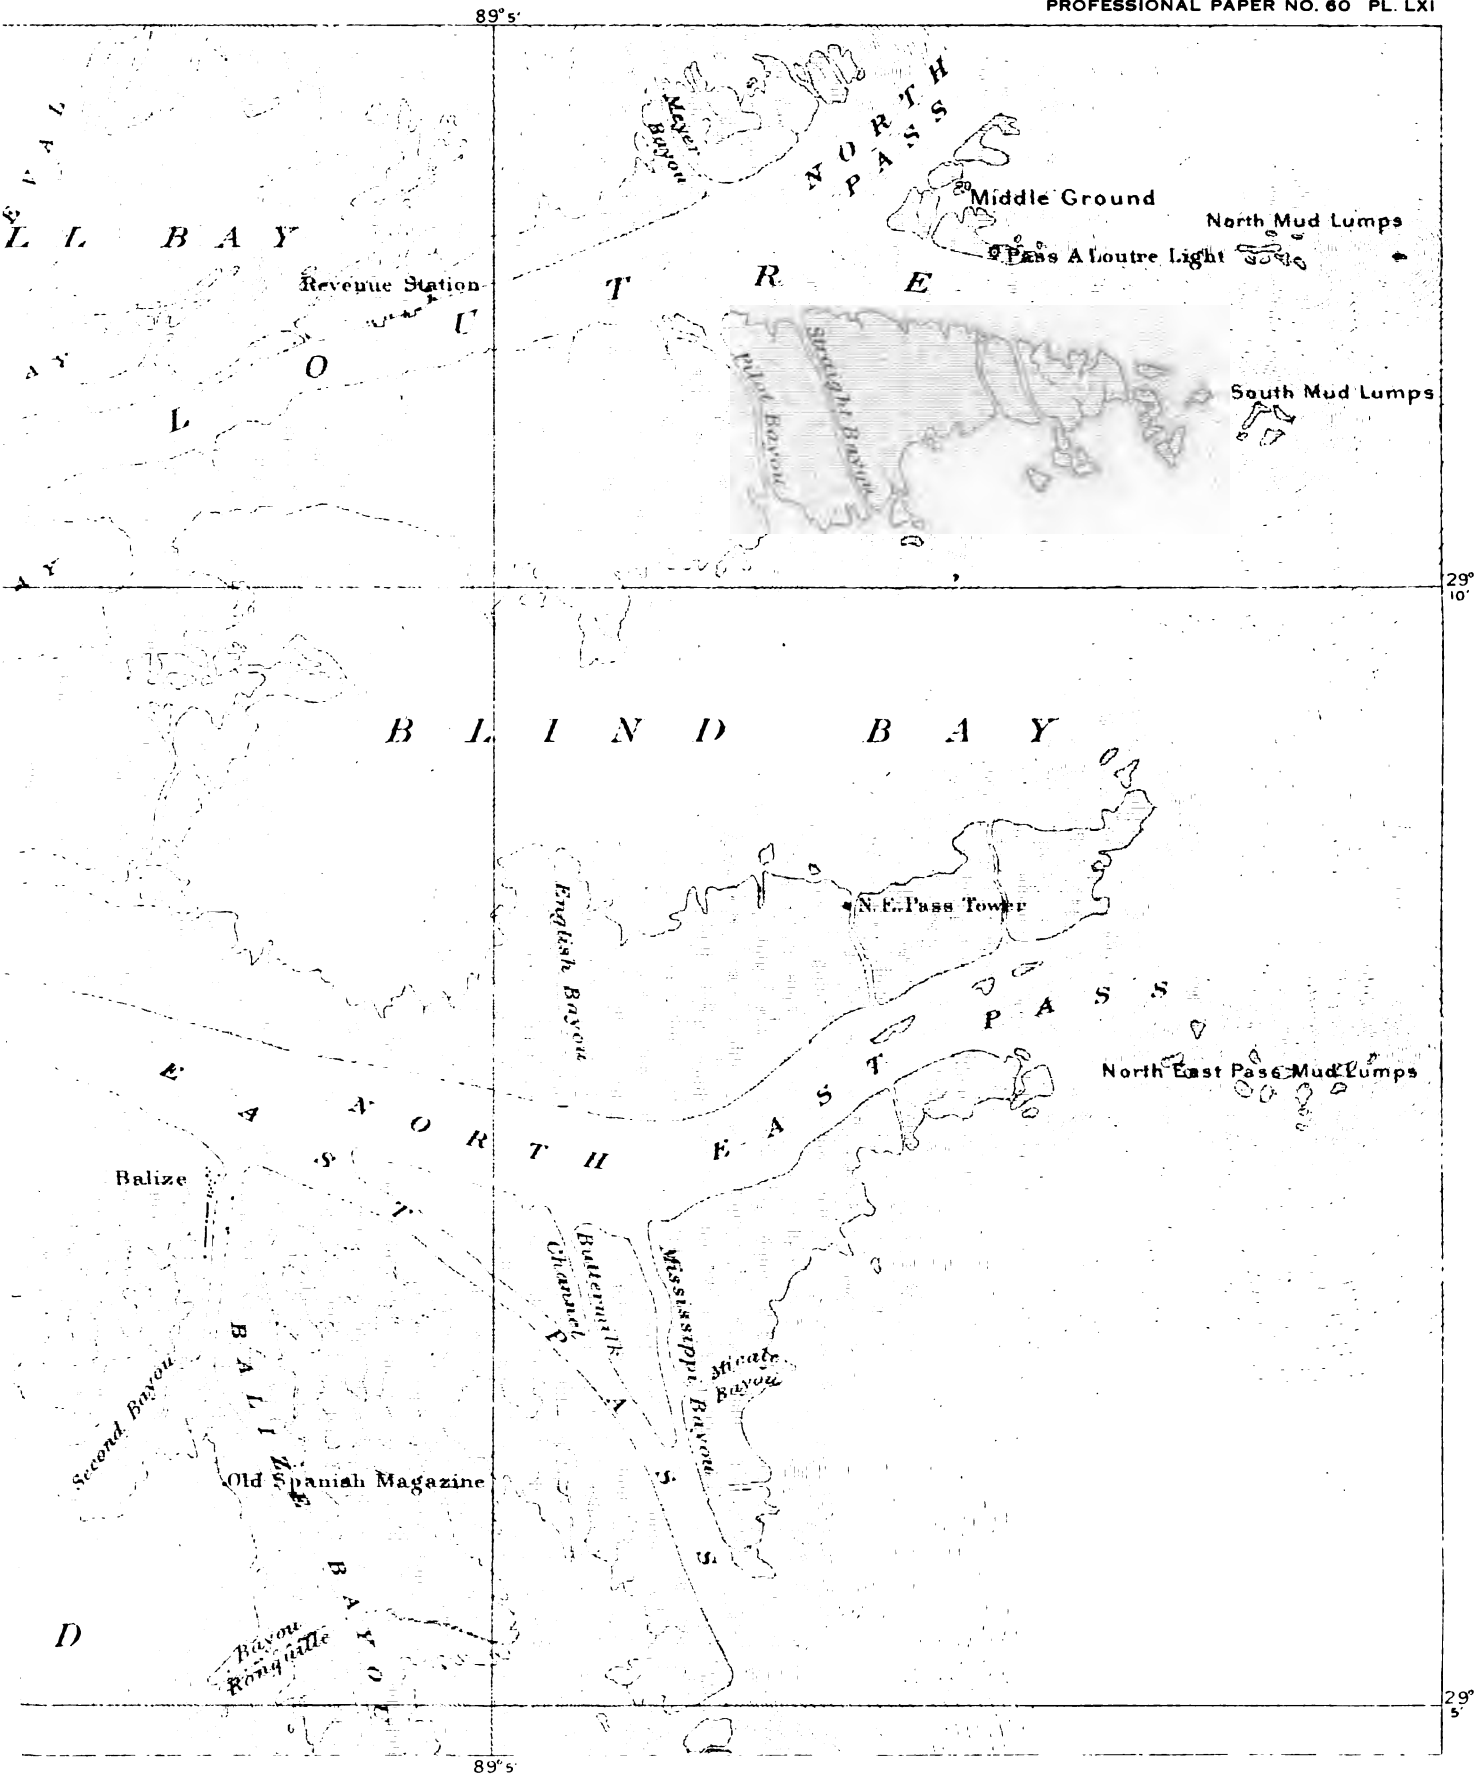 PROFESSIONAL PAPER NO. 60 PL. LXI
89° 5'
NORTH
PASS
Meyer
Bayou
Middle Ground
North Mud Lumps
LL BAY
Pass A Loutre Light
Revenue Station
LOUTRE
Straight Bayou
Pilot Bayou
South Mud Lumps
29°
10'
BLIND BAY
English Bayou
N.E. Pass Tower
NORTH EAST PASS
North East Pass Mud Lumps
EAST PASS
Balize
Buttermilk
Channel
Mississippi Bayou
Bayou
Second Bayou
BALIZE BAYOU
Old Spanish Magazine
D
Bayou
Ronquille
29°
5'
89° 5'